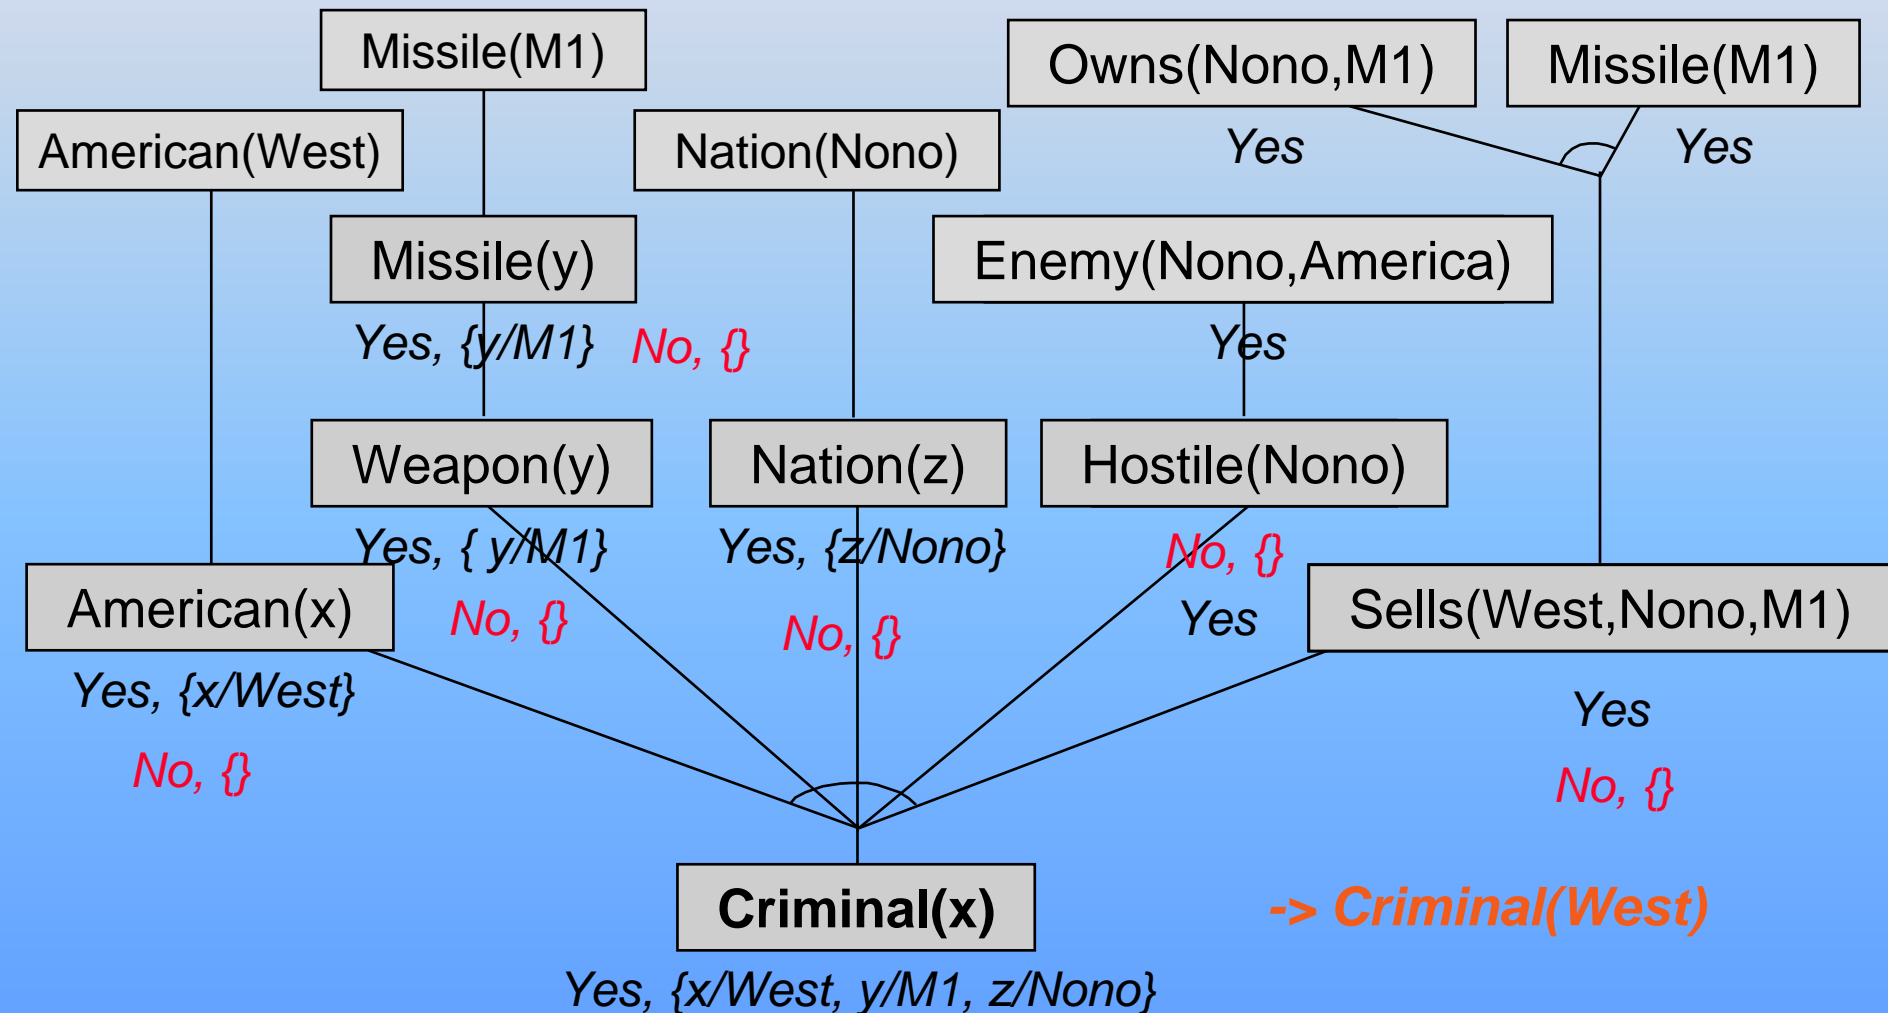 Missile(M1)
Owns(Nono,M1)
Missile(M1)
American(West)
Nation(Nono)
Yes
Yes
Missile(y)
Enemy(Nono,America)
Yes, {y/M1}
No, {}
Yes
Weapon(y)
Nation(z)
Hostile(Nono)
Yes, { y/M1}
Yes, {z/Nono}
No, {}
American(x)
No, {}
No, {}
Yes
Sells(West,Nono,M1)
Yes, {x/West}
Yes
No, {}
No, {}
Criminal(x)
-> Criminal(West)
Yes, {x/West, y/M1, z/Nono}